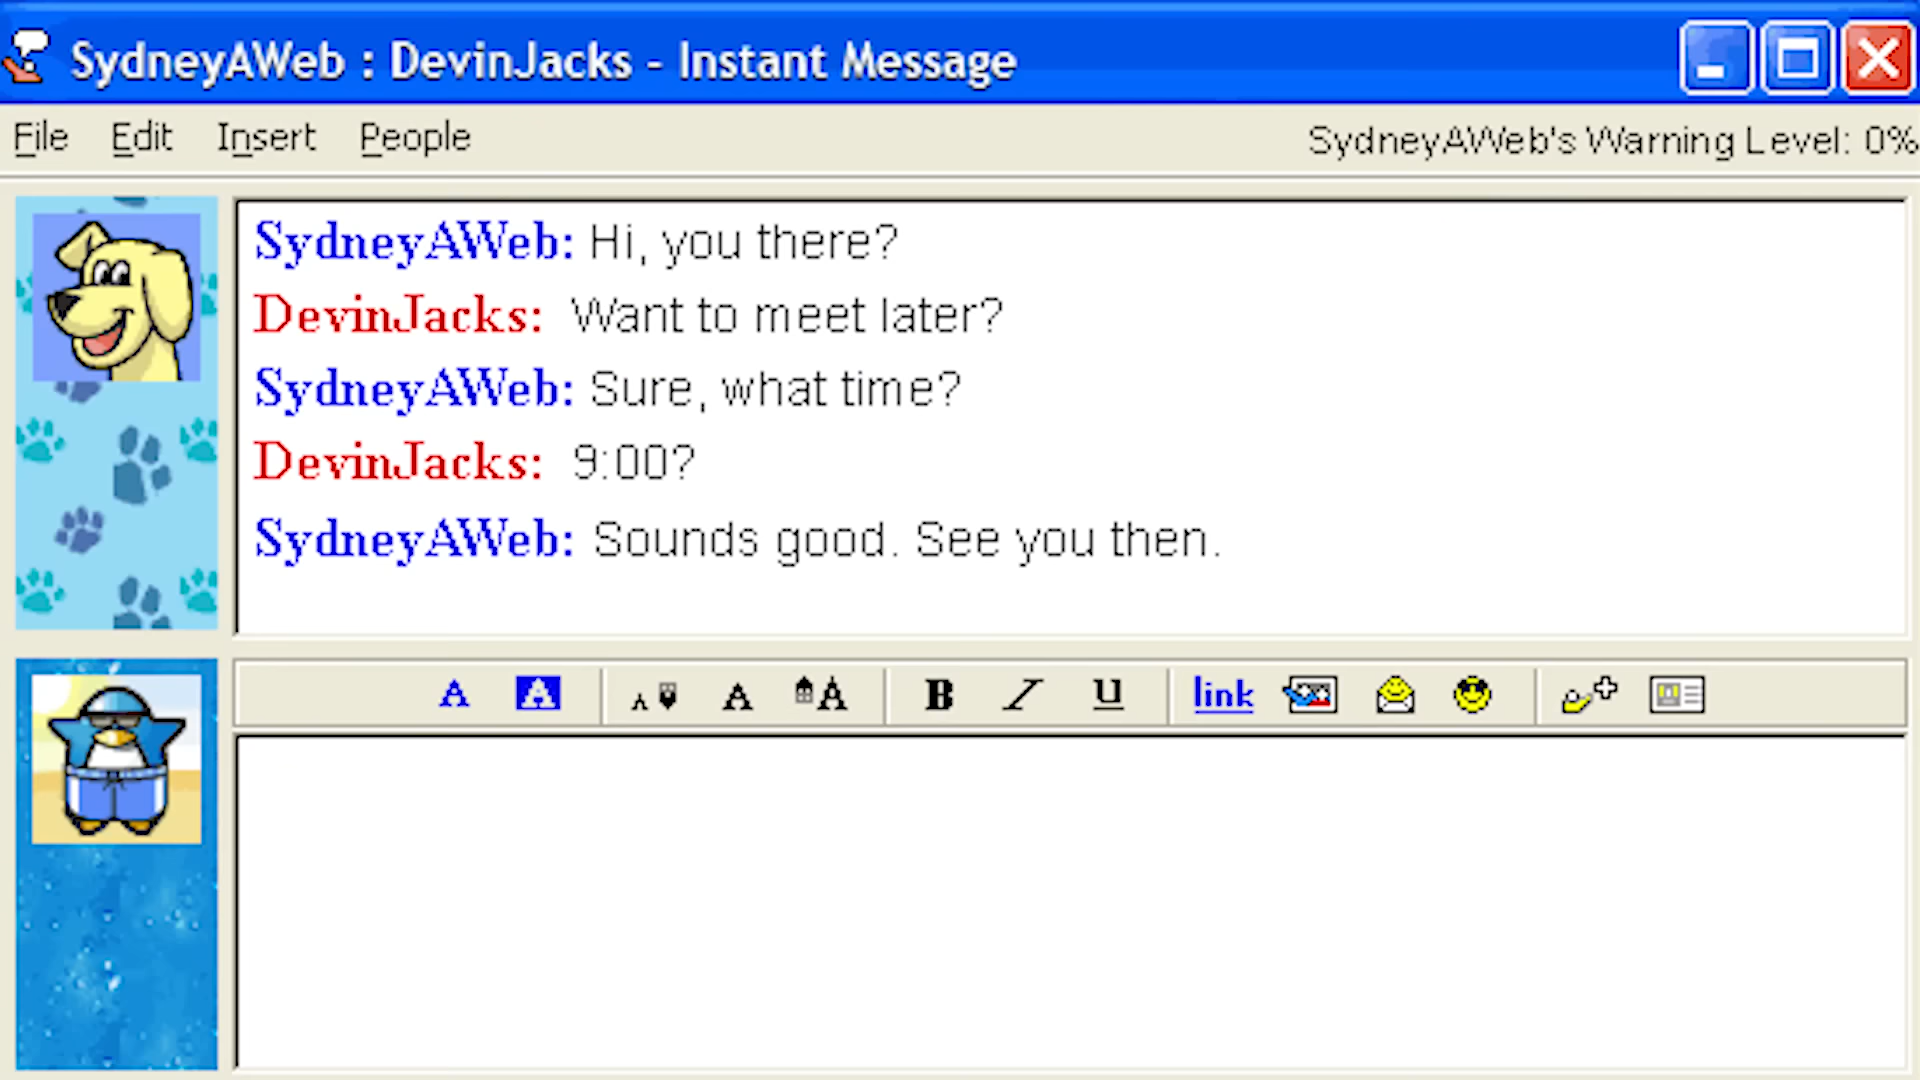 SydneyAWeb : DevinJacks - Instant Message
File Edit Insert People SydneyAWeb's Warning Level: 0%
SydneyAWeb: Hi, you there?
DevinJacks: Want to meet later?
SydneyAWeb: Sure, what time?
DevinJacks: 9:00?
SydneyAWeb: Sounds good. See you then.
A A A A A B I U link